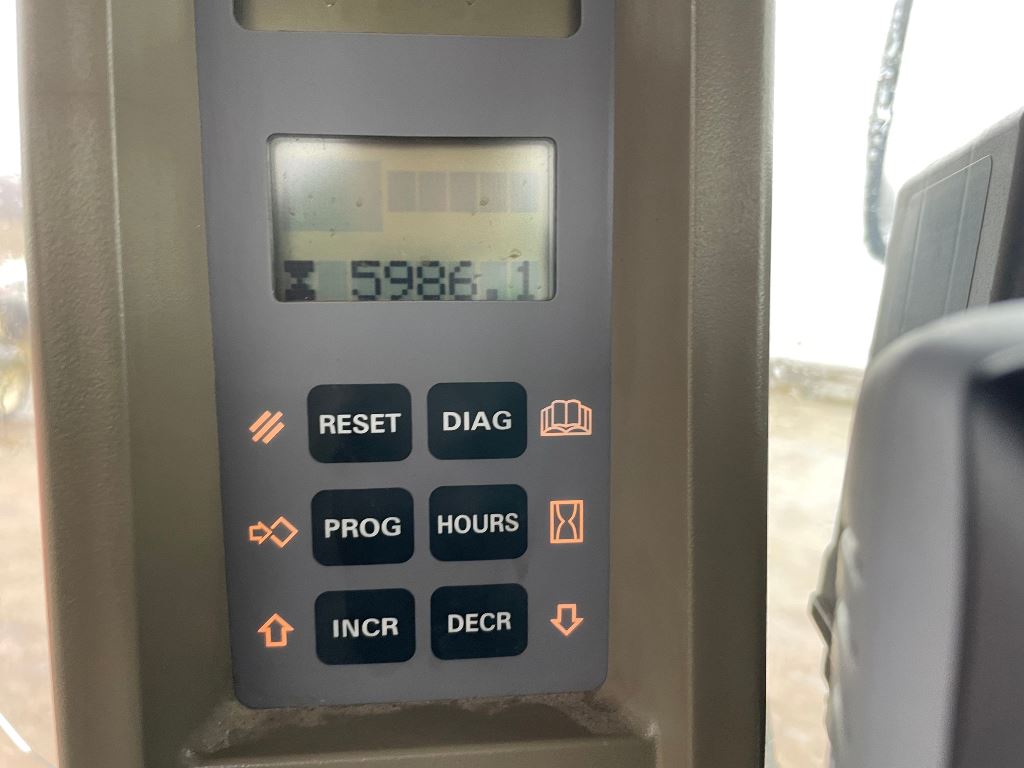 5986.1
RESET DIAG
PROG HOURS
INCR DECR